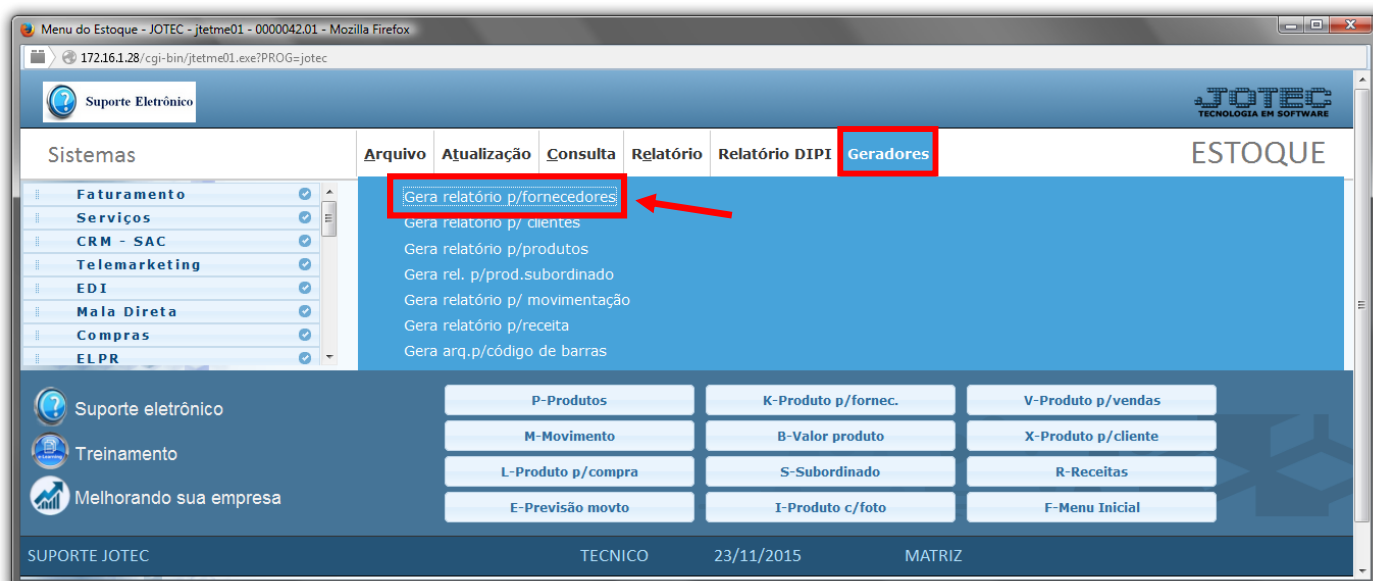 Menu do Estoque - JOTEC - jtetme01 - 0000042.01 - Mozilla Firefox
172.16.1.28/cgi-bin/jtetme01.exe?PROG=jotec
Suporte Eletrônico
JOTEC
TECNOLOGIA EM SOFTWARE
Sistemas
Arquivo Atualização Consulta Relatório Relatório DIPI Geradores
ESTOQUE
Faturamento
Serviços
CRM - SAC
Telemarketing
EDI
Mala Direta
Compras
ELPR
Gera relatório p/fornecedores
Gera relatório p/ clientes
Gera relatório p/produtos
Gera rel. p/prod.subordinado
Gera relatório p/ movimentação
Gera relatório p/receita
Gera arq.p/código de barras
Suporte eletrônico
Treinamento
Melhorando sua empresa
P-Produtos K-Produto p/fornec. V-Produto p/vendas
M-Movimento B-Valor produto X-Produto p/cliente
L-Produto p/compra S-Subordinado R-Receitas
E-Previsão movto I-Produto c/foto F-Menu Inicial
SUPORTE JOTEC TECNICO 23/11/2015 MATRIZ